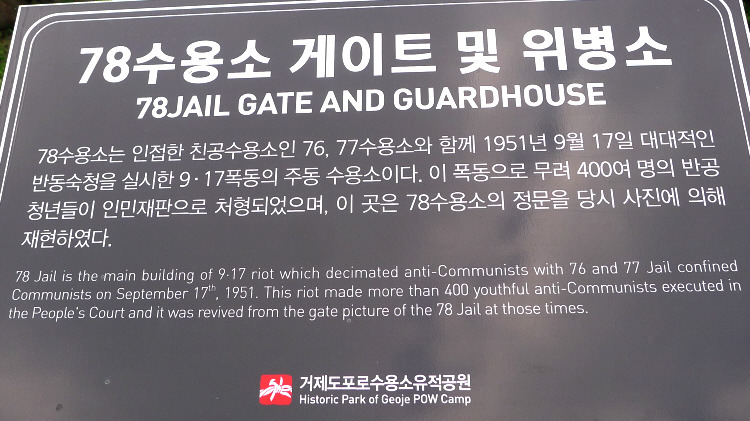 78수용소 게이트 및 위병소
78JAIL GATE AND GUARDHOUSE
78수용소는 인접한 친공수용소인 76, 77수용소와 함께 1951년 9월 17일 대대적인
반동숙청을 실시한 9·17폭동의 주동 수용소이다. 이 폭동으로 무려 400여 명의 반공
청년들이 인민재판으로 처형되었으며, 이 곳은 78수용소의 정문을 당시 사진에 의해
재현하였다.
78 Jail is the main building of 9·17 riot which decimated anti-Communists with 76 and 77 Jail confined
Communists on September 17th, 1951. This riot made more than 400 youthful anti-Communists executed in
the People's Court and it was revived from the gate picture of the 78 Jail at those times.
거제도포로수용소유적공원
Historic Park of Geoje POW Camp